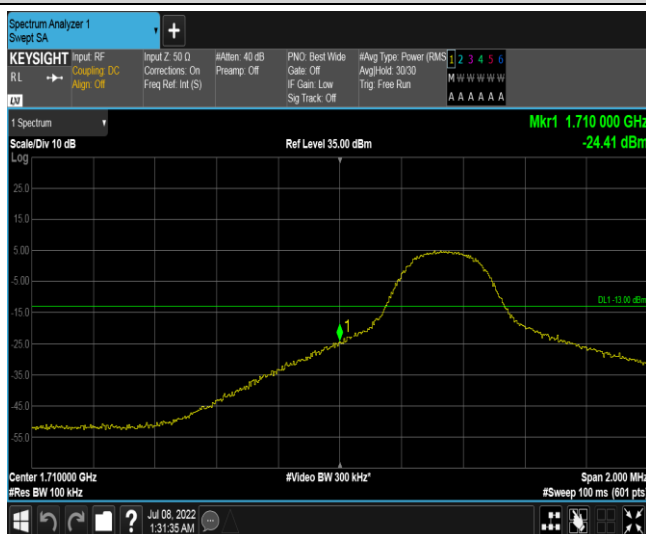 Spectrum Analyzer 1
Swept SA
+
KEYSIGHT
RL
LXI
Input: RF
Coupling: DC
Align: Off
Input Z: 50 Ω
Corrections: On
Freq Ref: Int (S)
#Atten: 40 dB
Preamp: Off
PNO: Best Wide
Gate: Off
IF Gain: Low
Sig Track: Off
#Avg Type: Power (RMS
Avg|Hold: 30/30
Trig: Free Run
1 2 3 4 5 6
M W W W W W
A A A A A A
1 Spectrum
Mkr1 1.710 000 GHz
-24.41 dBm
Scale/Div 10 dB
Ref Level 35.00 dBm
Log
25.0
15.0
5.00
-5.00
DL1 -13.00 dBm
-15.0
1
-25.0
-35.0
-45.0
-55.0
Center 1.710000 GHz
#Video BW 300 kHz*
Span 2.000 MHz
#Res BW 100 kHz
#Sweep 100 ms (601 pts)
?
Jul 08, 2022
1:31:35 AM